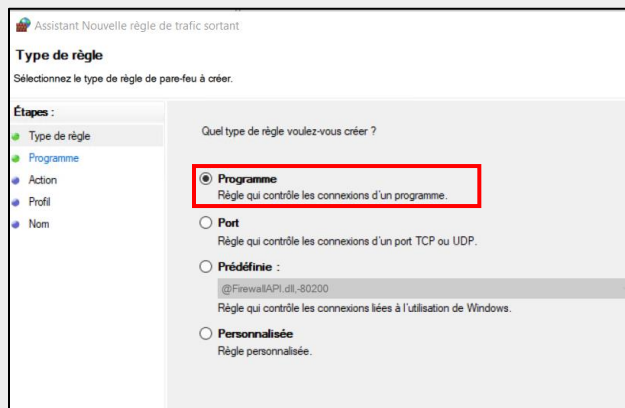 Assistant Nouvelle règle de trafic sortant
Type de règle
Sélectionnez le type de règle de pare-feu à créer.
Étapes :
Type de règle
Programme
Action
Profil
Nom
Quel type de règle voulez-vous créer ?
Programme
Règle qui contrôle les connexions d'un programme.
Port
Règle qui contrôle les connexions d'un port TCP ou UDP.
Prédéfinie :
@FirewallAPI.dll,-80200
Règle qui contrôle les connexions liées à l'utilisation de Windows.
Personnalisée
Règle personnalisée.